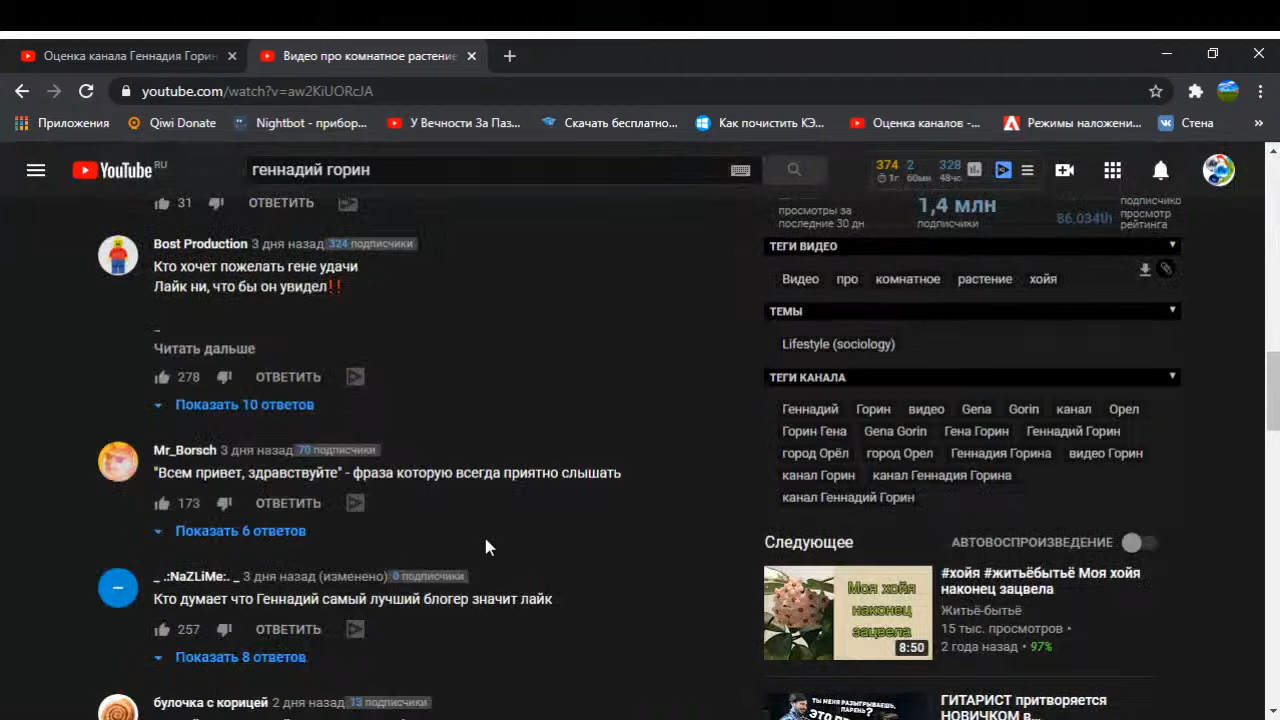 Оценка канала Геннадия Горин
Видео про комнатное растение
youtube.com/watch?v=aw2KiUORcJA
Приложения
Qiwi Donate
Nightbot - прибор...
У Вечности За Паз...
Скачать бесплатно...
Как почистить КЭ...
Оценка каналов -...
Режимы наложени...
Стена
»
YouTube RU
геннадий горин
374 2 328
1г 60мн 48чс
31 ОТВЕТИТЬ
Bost Production 3 дня назад 324 подписчики
Кто хочет пожелать гене удачи
Лайк ни, что бы он увидел!!
_
Читать дальше
278 ОТВЕТИТЬ
Показать 10 ответов
Mr_Borsch 3 дня назад 70 подписчики
"Всем привет, здравствуйте" - фраза которую всегда приятно слышать
173 ОТВЕТИТЬ
Показать 6 ответов
_ .:NaZLiMe:. _ 3 дня назад (изменено) 0 подписчики
Кто думает что Геннадий самый лучший блогер значит лайк
257 ОТВЕТИТЬ
Показать 8 ответов
булочка с корицей 2 дня назад 13 подписчики
просмотры за
последние 30 дн
1,4 млн
подписчики
86,034th
подписчико
просмотр
рейтинга
ТЕГИ ВИДЕО
Видео про комнатное растение хойя
ТЕМЫ
Lifestyle (sociology)
ТЕГИ КАНАЛА
Геннадий Горин видео Gena Gorin канал Орел
Горин Гена Gena Gorin Гена Горин Геннадий Горин
город Орёл город Орел Геннадия Горина видео Горин
канал Горин канал Геннадия Горина
канал Геннадий Горин
Следующее
АВТОВОСПРОИЗВЕДЕНИЕ
Моя хойя
наконец
зацвела
8:50
#хойя #житьёбытьё Моя хойя
наконец зацвела
Житьё-бытьё
15 тыс. просмотров •
2 года назад • 97%
ТЫ МЕНЯ РАЗЫГРЫВАЕШЬ,
ПАРЕНЬ?
ГИТАРИСТ притворяется
НОВИЧКОМ в...